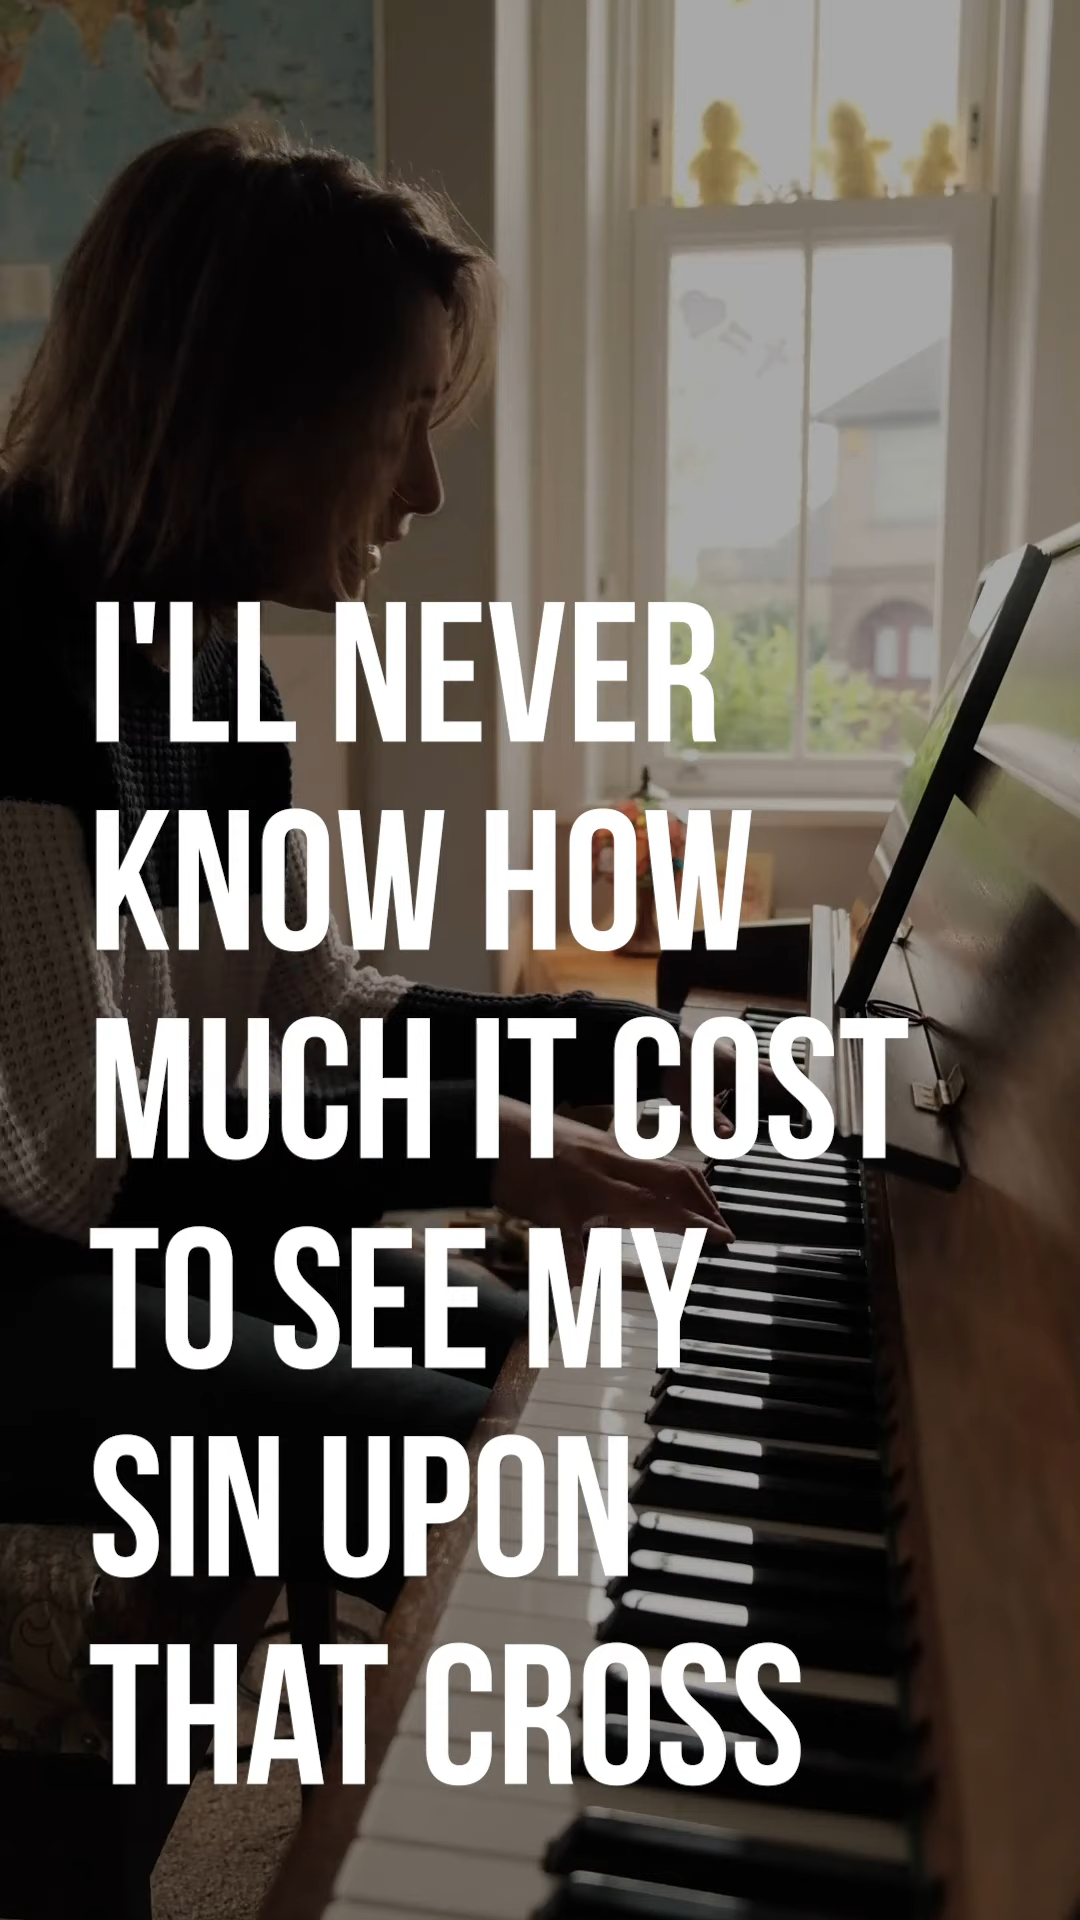 I'LL NEVER
KNOW HOW
MUCH IT COST
TO SEE MY
SIN UPON
THAT CROSS